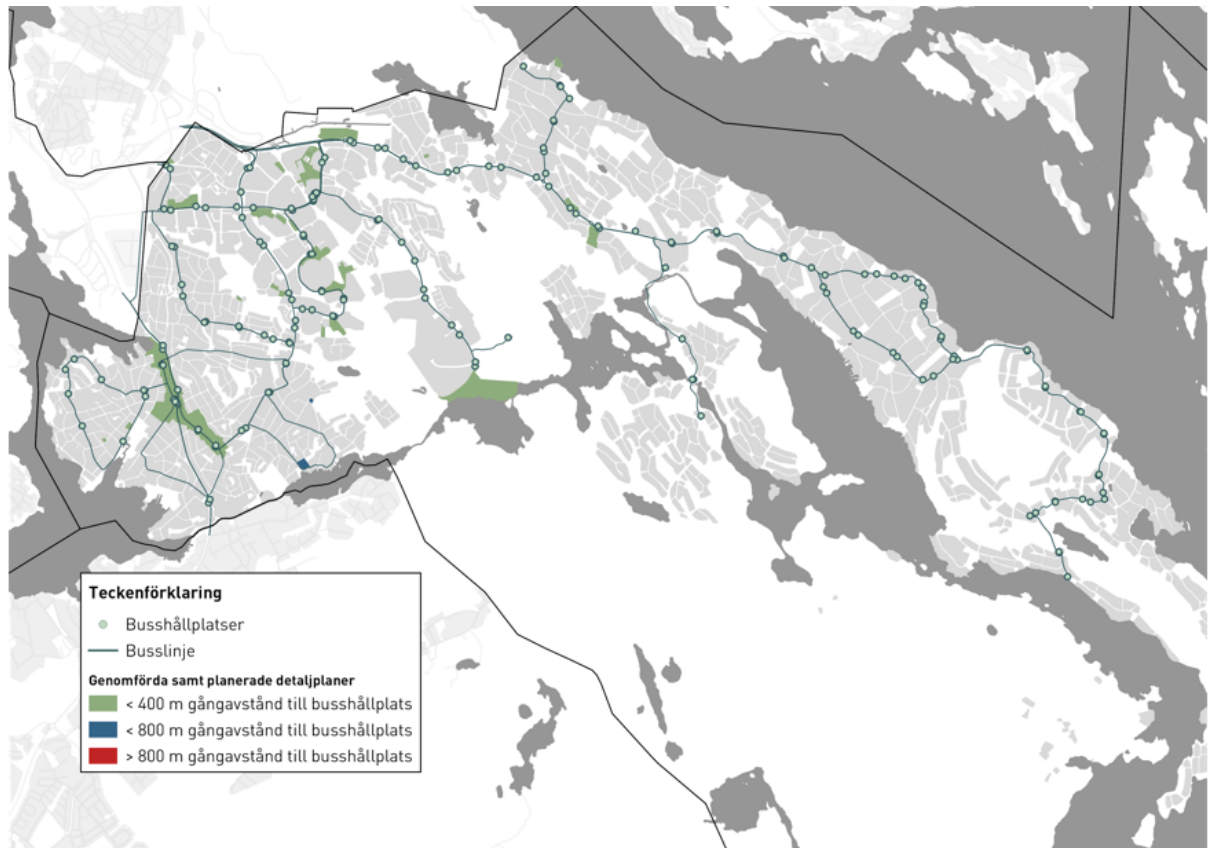 Teckenförklaring
Busshållplatser
Busslinje
Genomförda samt planerade detaljplaner
< 400 m gångavstånd till busshållplats
< 800 m gångavstånd till busshållplats
> 800 m gångavstånd till busshållplats